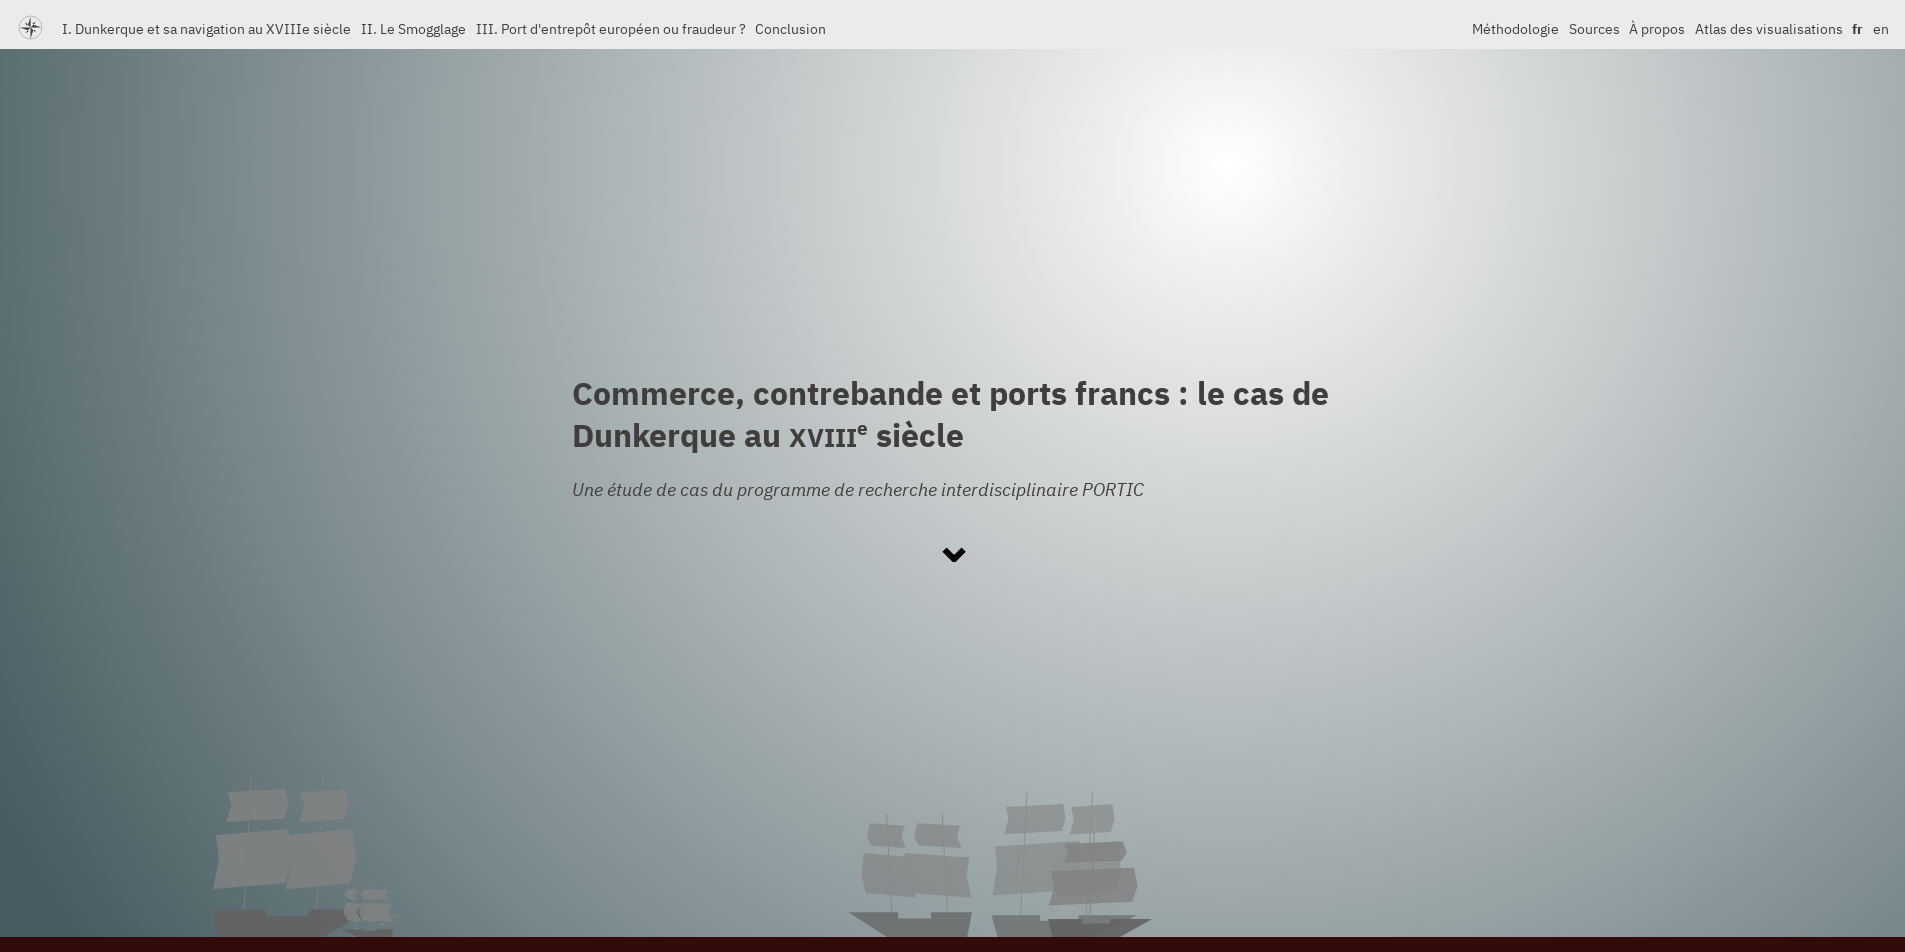 I. Dunkerque et sa navigation au XVIIIe siècle II. Le Smogglage III. Port d'entrepôt européen ou fraudeur ? Conclusion Méthodologie Sources À propos Atlas des visualisations fr en
Commerce, contrebande et ports francs : le cas de
Dunkerque au XVIIIe siècle
Une étude de cas du programme de recherche interdisciplinaire PORTIC